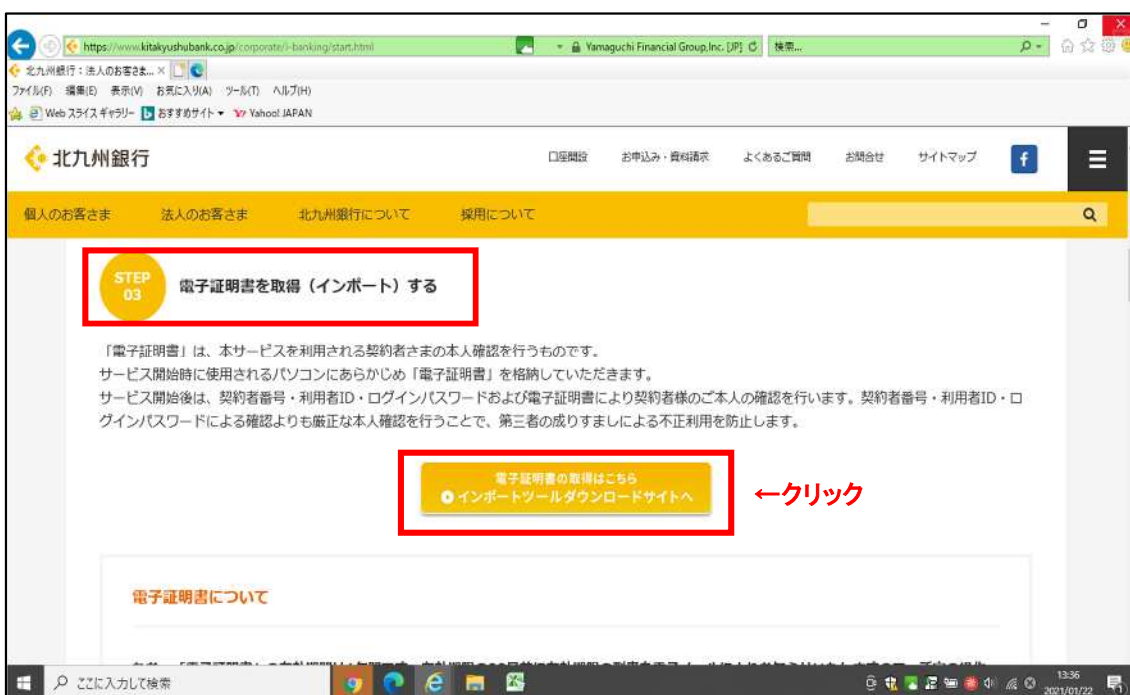 https://www.kitakyushubank.co.jp/corporate/i-banking/start.html
Yamaguchi Financial Group,Inc. [JP]
検索...
北九州銀行：法人のお客さま...
ファイル(F) 編集(E) 表示(V) お気に入り(A) ツール(T) ヘルプ(H)
Web スライス ギャラリー おすすめサイト Yahoo! JAPAN
北九州銀行
口座開設 お申込み・資料請求 よくあるご質問 お問合せ サイトマップ
個人のお客さま 法人のお客さま 北九州銀行について 採用について
STEP
03
電子証明書を取得（インポート）する
「電子証明書」は、本サービスを利用される契約者さまの本人確認を行うものです。
サービス開始時に使用されるパソコンにあらかじめ「電子証明書」を格納していただきます。
サービス開始後は、契約者番号・利用者ID・ログインパスワードおよび電子証明書により契約者様のご本人の確認を行います。契約者番号・利用者ID・ロ
グインパスワードによる確認よりも厳正な本人確認を行うことで、第三者の成りすましによる不正利用を防止します。
電子証明書の取得はこちら
インポートツールダウンロードサイトへ
←クリック
電子証明書について
ここに入力して検索
13:36
2021/01/22